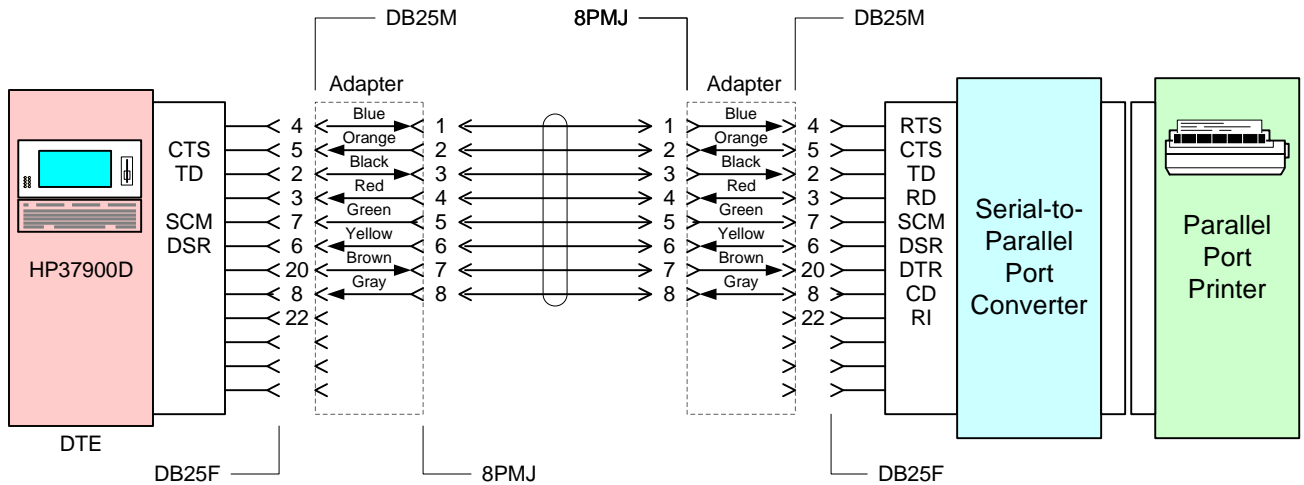 DB25M 8PMJ DB25M
Adapter Adapter
4 Blue 1 1 Blue 4 RTS
CTS 5 Orange 2 2 Orange 5 CTS
TD 2 Black 3 3 Black 2 TD
3 Red 4 4 Red 3 RD
SCM 7 Green 5 5 Green 7 SCM
DSR 6 Yellow 6 6 Yellow 6 DSR
20 Brown 7 7 Brown 20 DTR
8 Gray 8 8 Gray 8 CD
22 22 RI
HP37900D
Serial-to-
Parallel
Port
Converter
Parallel
Port
Printer
DTE
DB25F 8PMJ DB25F